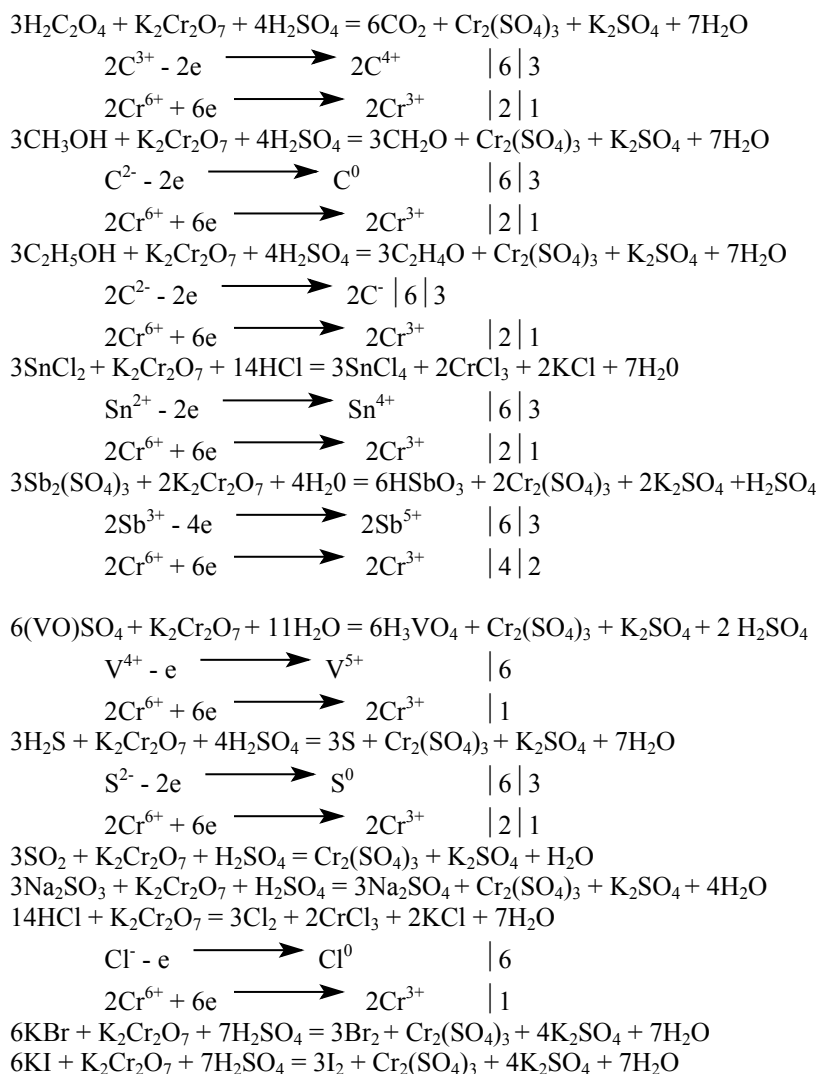 3H₂C₂O₄ + K₂Cr₂O₇ + 4H₂SO₄ = 6CO₂ + Cr₂(SO₄)₃ + K₂SO₄ + 7H₂O
2C³⁺ - 2e ⟶ 2C⁴⁺ |6|3
2Cr⁶⁺ + 6e ⟶ 2Cr³⁺ |2|1
3CH₃OH + K₂Cr₂O₇ + 4H₂SO₄ = 3CH₂O + Cr₂(SO₄)₃ + K₂SO₄ + 7H₂O
C²⁻ - 2e ⟶ C⁰ |6|3
2Cr⁶⁺ + 6e ⟶ 2Cr³⁺ |2|1
3C₂H₅OH + K₂Cr₂O₇ + 4H₂SO₄ = 3C₂H₄O + Cr₂(SO₄)₃ + K₂SO₄ + 7H₂O
2C²⁻ - 2e ⟶ 2C⁻ |6|3
2Cr⁶⁺ + 6e ⟶ 2Cr³⁺ |2|1
3SnCl₂ + K₂Cr₂O₇ + 14HCl = 3SnCl₄ + 2CrCl₃ + 2KCl + 7H₂0
Sn²⁺ - 2e ⟶ Sn⁴⁺ |6|3
2Cr⁶⁺ + 6e ⟶ 2Cr³⁺ |2|1
3Sb₂(SO₄)₃ + 2K₂Cr₂O₇ + 4H₂0 = 6HSbO₃ + 2Cr₂(SO₄)₃ + 2K₂SO₄ +H₂SO₄
2Sb³⁺ - 4e ⟶ 2Sb⁵⁺ |6|3
2Cr⁶⁺ + 6e ⟶ 2Cr³⁺ |4|2
6(VO)SO₄ + K₂Cr₂O₇ + 11H₂O = 6H₃VO₄ + Cr₂(SO₄)₃ + K₂SO₄ + 2 H₂SO₄
V⁴⁺ - e ⟶ V⁵⁺ |6
2Cr⁶⁺ + 6e ⟶ 2Cr³⁺ |1
3H₂S + K₂Cr₂O₇ + 4H₂SO₄ = 3S + Cr₂(SO₄)₃ + K₂SO₄ + 7H₂O
S²⁻ - 2e ⟶ S⁰ |6|3
2Cr⁶⁺ + 6e ⟶ 2Cr³⁺ |2|1
3SO₂ + K₂Cr₂O₇ + H₂SO₄ = Cr₂(SO₄)₃ + K₂SO₄ + H₂O
3Na₂SO₃ + K₂Cr₂O₇ + H₂SO₄ = 3Na₂SO₄ + Cr₂(SO₄)₃ + K₂SO₄ + 4H₂O
14HCl + K₂Cr₂O₇ = 3Cl₂ + 2CrCl₃ + 2KCl + 7H₂O
Cl⁻ - e ⟶ Cl⁰ |6
2Cr⁶⁺ + 6e ⟶ 2Cr³⁺ |1
6KBr + K₂Cr₂O₇ + 7H₂SO₄ = 3Br₂ + Cr₂(SO₄)₃ + 4K₂SO₄ + 7H₂O
6KI + K₂Cr₂O₇ + 7H₂SO₄ = 3I₂ + Cr₂(SO₄)₃ + 4K₂SO₄ + 7H₂O